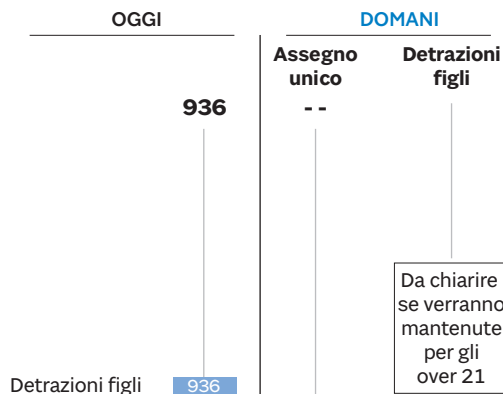 OGGI
DOMANI
Assegno
unico
Detrazioni
figli
936
- -
Da chiarire
se verranno
mantenute
per gli
over 21
Detrazioni figli
936